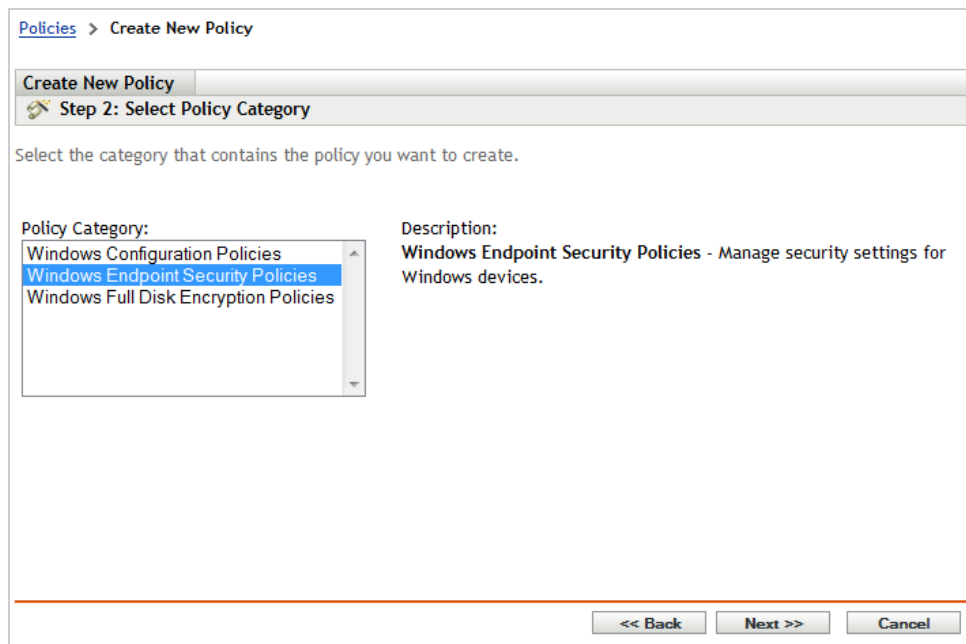 Policies > Create New Policy
Create New Policy
Step 2: Select Policy Category
Select the category that contains the policy you want to create.
Policy Category:
Windows Configuration Policies
Windows Endpoint Security Policies
Windows Full Disk Encryption Policies
Description:
Windows Endpoint Security Policies - Manage security settings for
Windows devices.
<< Back Next >> Cancel